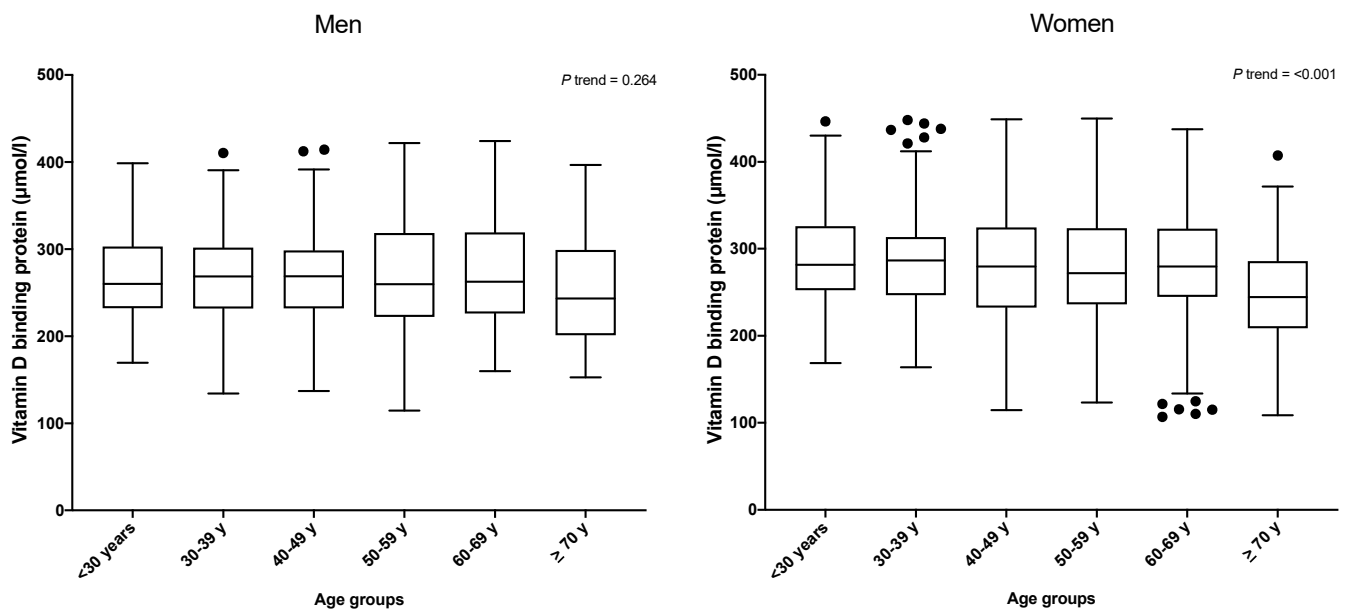 Men
P trend = 0.264
Vitamin D binding protein (µmol/l)
500
400
300
200
100
0
<30 years
30-39 y
40-49 y
50-59 y
60-69 y
≥ 70 y
Age groups
Women
P trend = <0.001
Vitamin D binding protein (µmol/l)
500
400
300
200
100
0
<30 years
30-39 y
40-49 y
50-59 y
60-69 y
≥ 70 y
Age groups